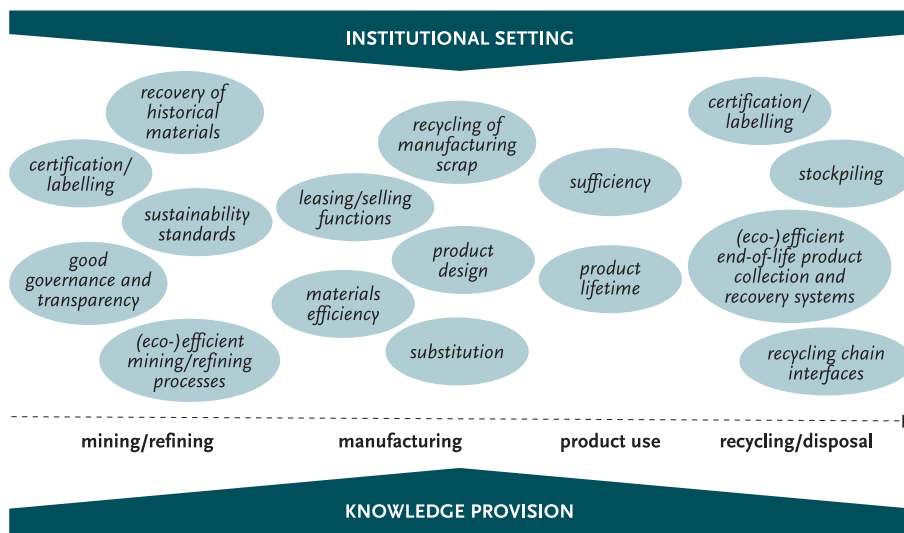 INSTITUTIONAL SETTING
recovery of
historical
materials
certification/
labelling
sustainability
standards
good
governance and
transparency
(eco-)efficient
mining/refining
processes
recycling of
manufacturing
scrap
leasing/selling
functions
product
design
materials
efficiency
substitution
sufficiency
product
lifetime
certification/
labelling
stockpiling
(eco-)efficient
end-of-life product
collection and
recovery systems
recycling chain
interfaces
mining/refining
manufacturing
product use
recycling/disposal
KNOWLEDGE PROVISION